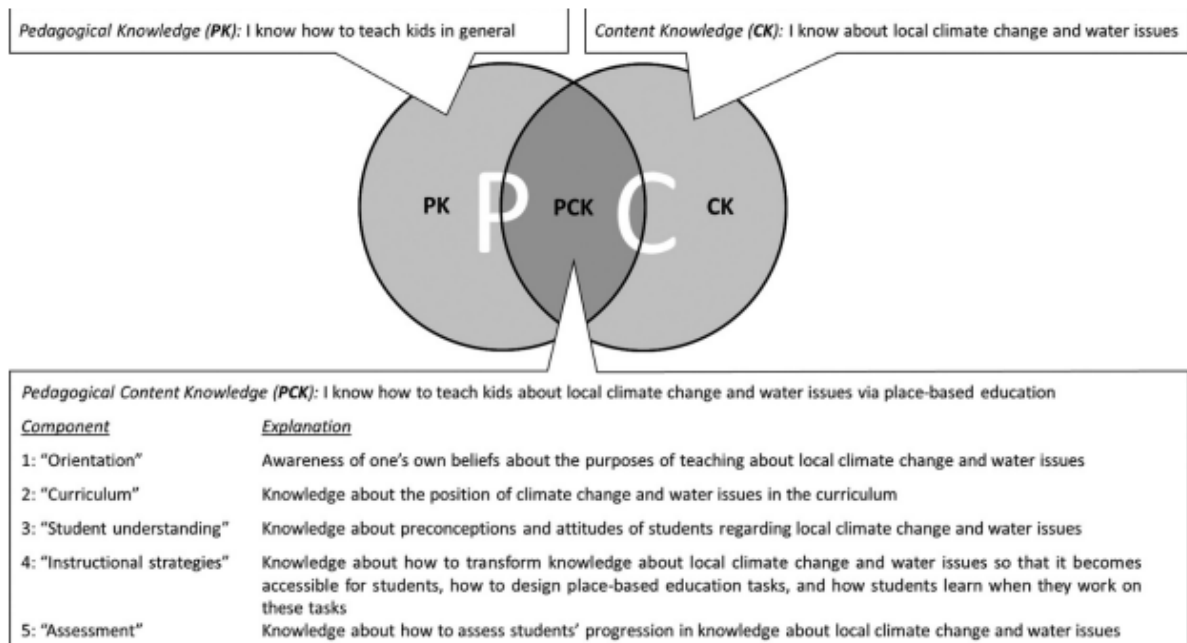 Pedagogical Knowledge (PK): I know how to teach kids in general
Content Knowledge (CK): I know about local climate change and water issues
P C
PK PCK CK
Pedagogical Content Knowledge (PCK): I know how to teach kids about local climate change and water issues via place-based education
Component Explanation
1: “Orientation” Awareness of one’s own beliefs about the purposes of teaching about local climate change and water issues
2: “Curriculum” Knowledge about the position of climate change and water issues in the curriculum
3: “Student understanding” Knowledge about preconceptions and attitudes of students regarding local climate change and water issues
4: “Instructional strategies” Knowledge about how to transform knowledge about local climate change and water issues so that it becomes
accessible for students, how to design place-based education tasks, and how students learn when they work on
these tasks
5: “Assessment” Knowledge about how to assess students’ progression in knowledge about local climate change and water issues